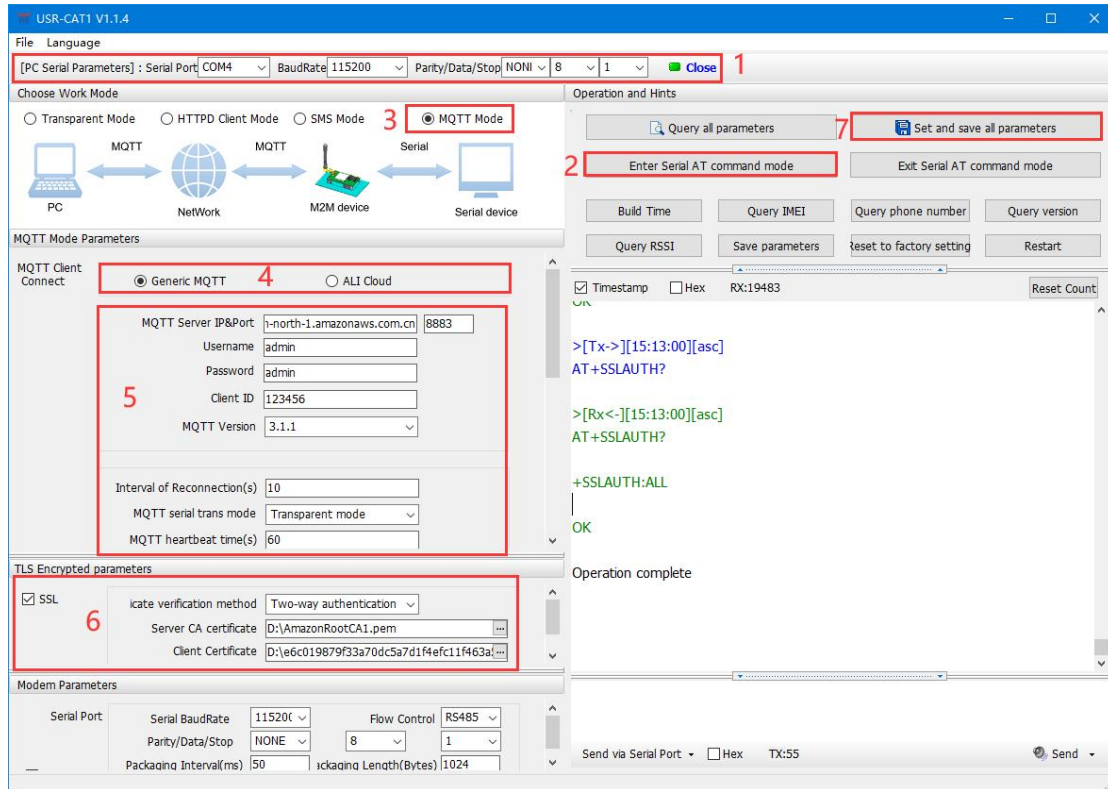 USR-CAT1 V1.1.4
File Language
[PC Serial Parameters] : Serial Port COM4 BaudRate 115200 Parity/Data/Stop NONI 8 1 Close 1
Choose Work Mode
Transparent Mode HTTPD Client Mode SMS Mode 3 MQTT Mode
MQTT MQTT Serial
PC NetWork M2M device Serial device
MQTT Mode Parameters
MQTT Client
Connect
Generic MQTT 4 ALI Cloud
MQTT Server IP&Port n-north-1.amazonaws.com.cn 8883
Username admin
Password admin
5
Client ID 123456
MQTT Version 3.1.1
Interval of Reconnection(s) 10
MQTT serial trans mode Transparent mode
MQTT heartbeat time(s) 60
TLS Encrypted parameters
SSL icate verification method Two-way authentication
6
Server CA certificate D:\AmazonRootCA1.pem ...
Client Certificate D:\e6c019879f33a70dc5a7d1f4efc11f463a ...
Modem Parameters
Serial Port Serial BaudRate 11520( Flow Control RS485
Parity/Data/Stop NONE 8 1
Packaging Interval(ms) 50 ackaging Length(Bytes) 1024
Operation and Hints
Query all parameters 7 Set and save all parameters
2 Enter Serial AT command mode Exit Serial AT command mode
Build Time Query IMEI Query phone number Query version
Query RSSI Save parameters Reset to factory setting Restart
Timestamp Hex RX:19483 Reset Count
OK
>[Tx->][15:13:00][asc]
AT+SSLAUTH?
>[Rx<-][15:13:00][asc]
AT+SSLAUTH?
+SSLAUTH:ALL
OK
Operation complete
Send via Serial Port Hex TX:55 Send